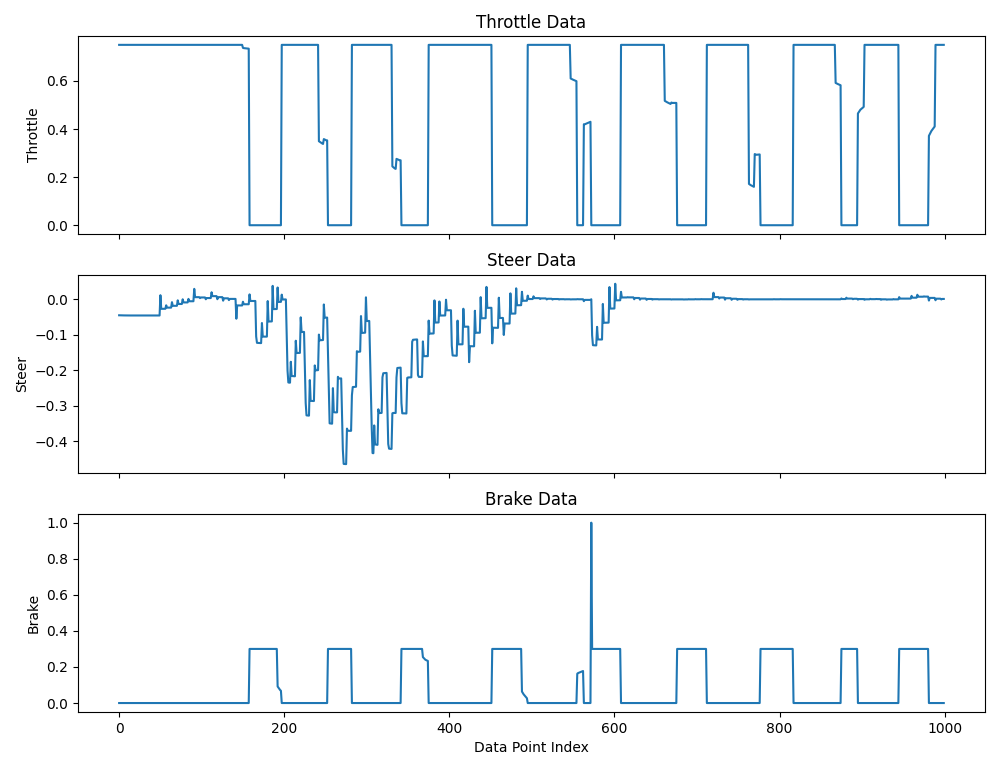 Throttle Data
0.6
0.4
0.2
0.0
Throttle
Steer Data
0.0
−0.1
−0.2
−0.3
−0.4
Steer
Brake Data
1.0
0.8
0.6
0.4
0.2
0.0
Brake
0 200 400 600 800 1000
Data Point Index